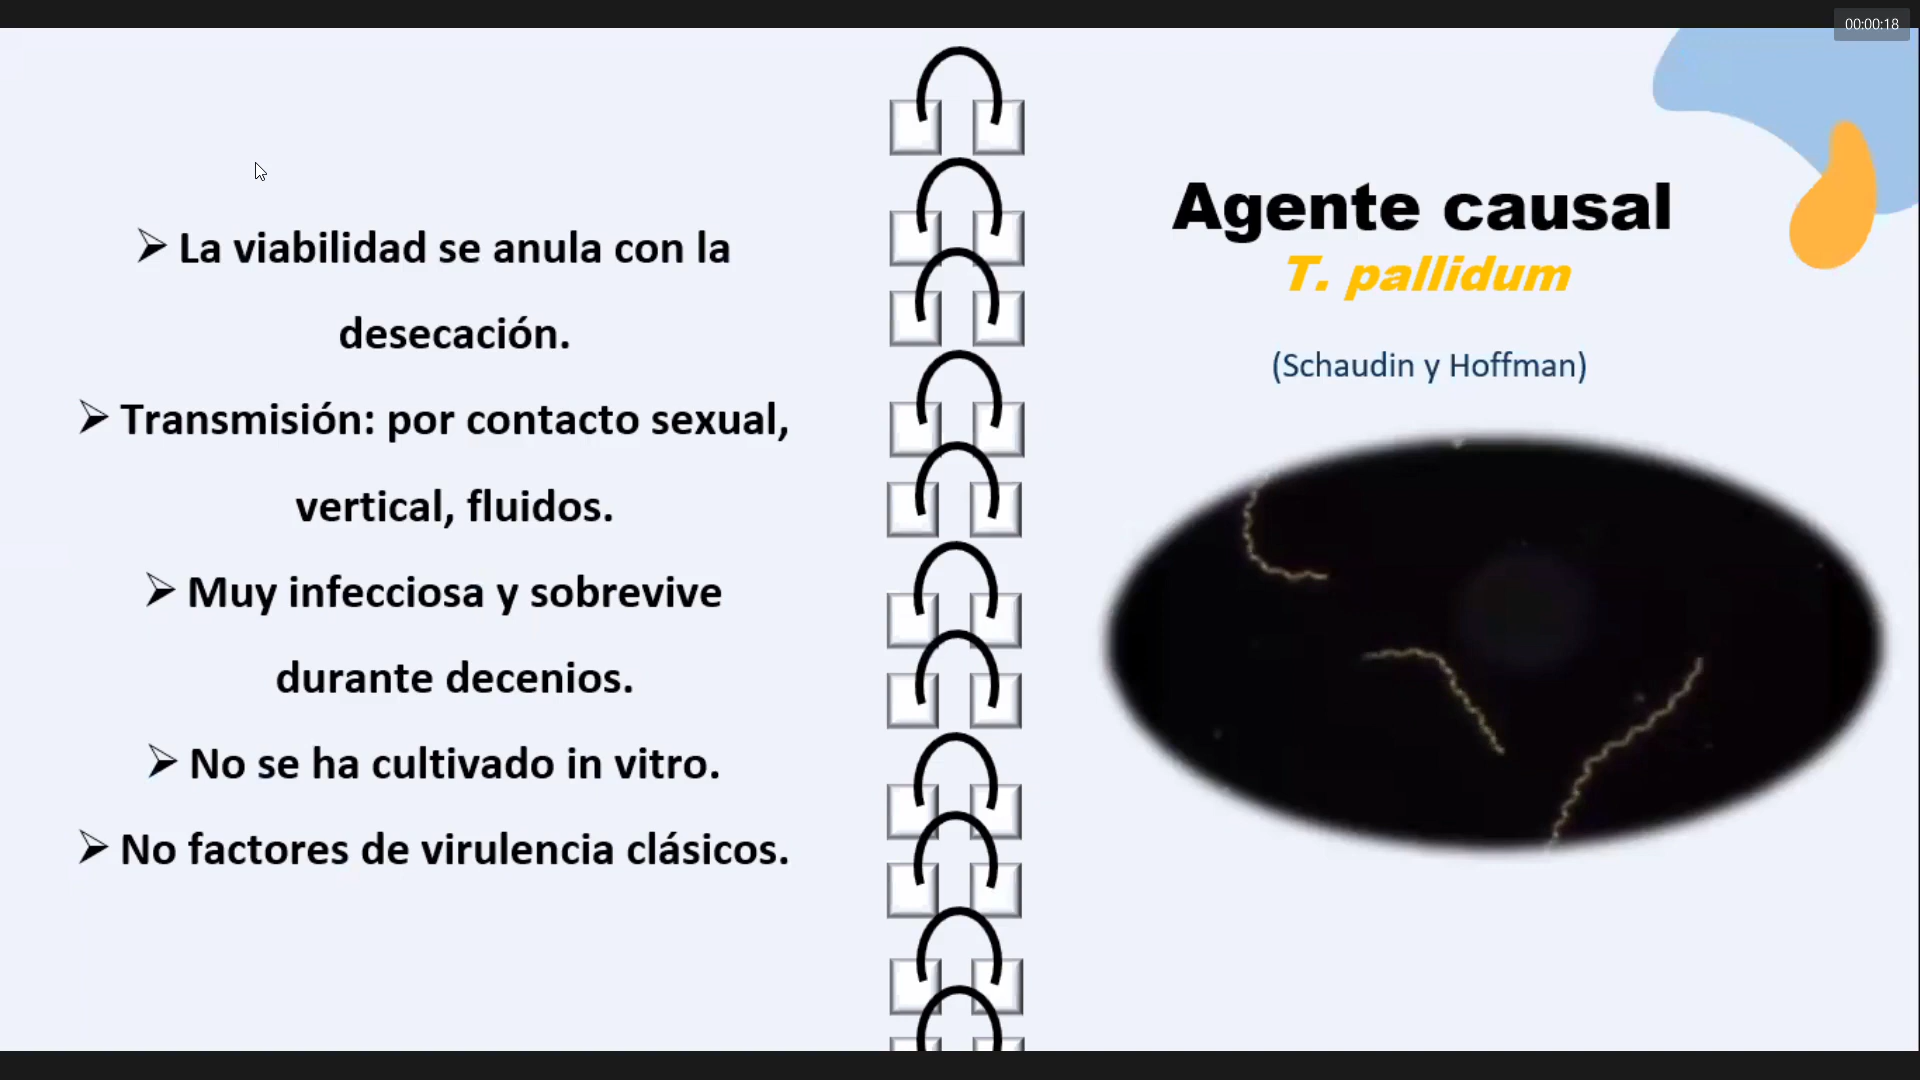 00:00:18
➢ La viabilidad se anula con la
desecación.
➢ Transmisión: por contacto sexual,
vertical, fluidos.
➢ Muy infecciosa y sobrevive
durante decenios.
➢ No se ha cultivado in vitro.
➢ No factores de virulencia clásicos.
Agente causal
T. pallidum
(Schaudin y Hoffman)